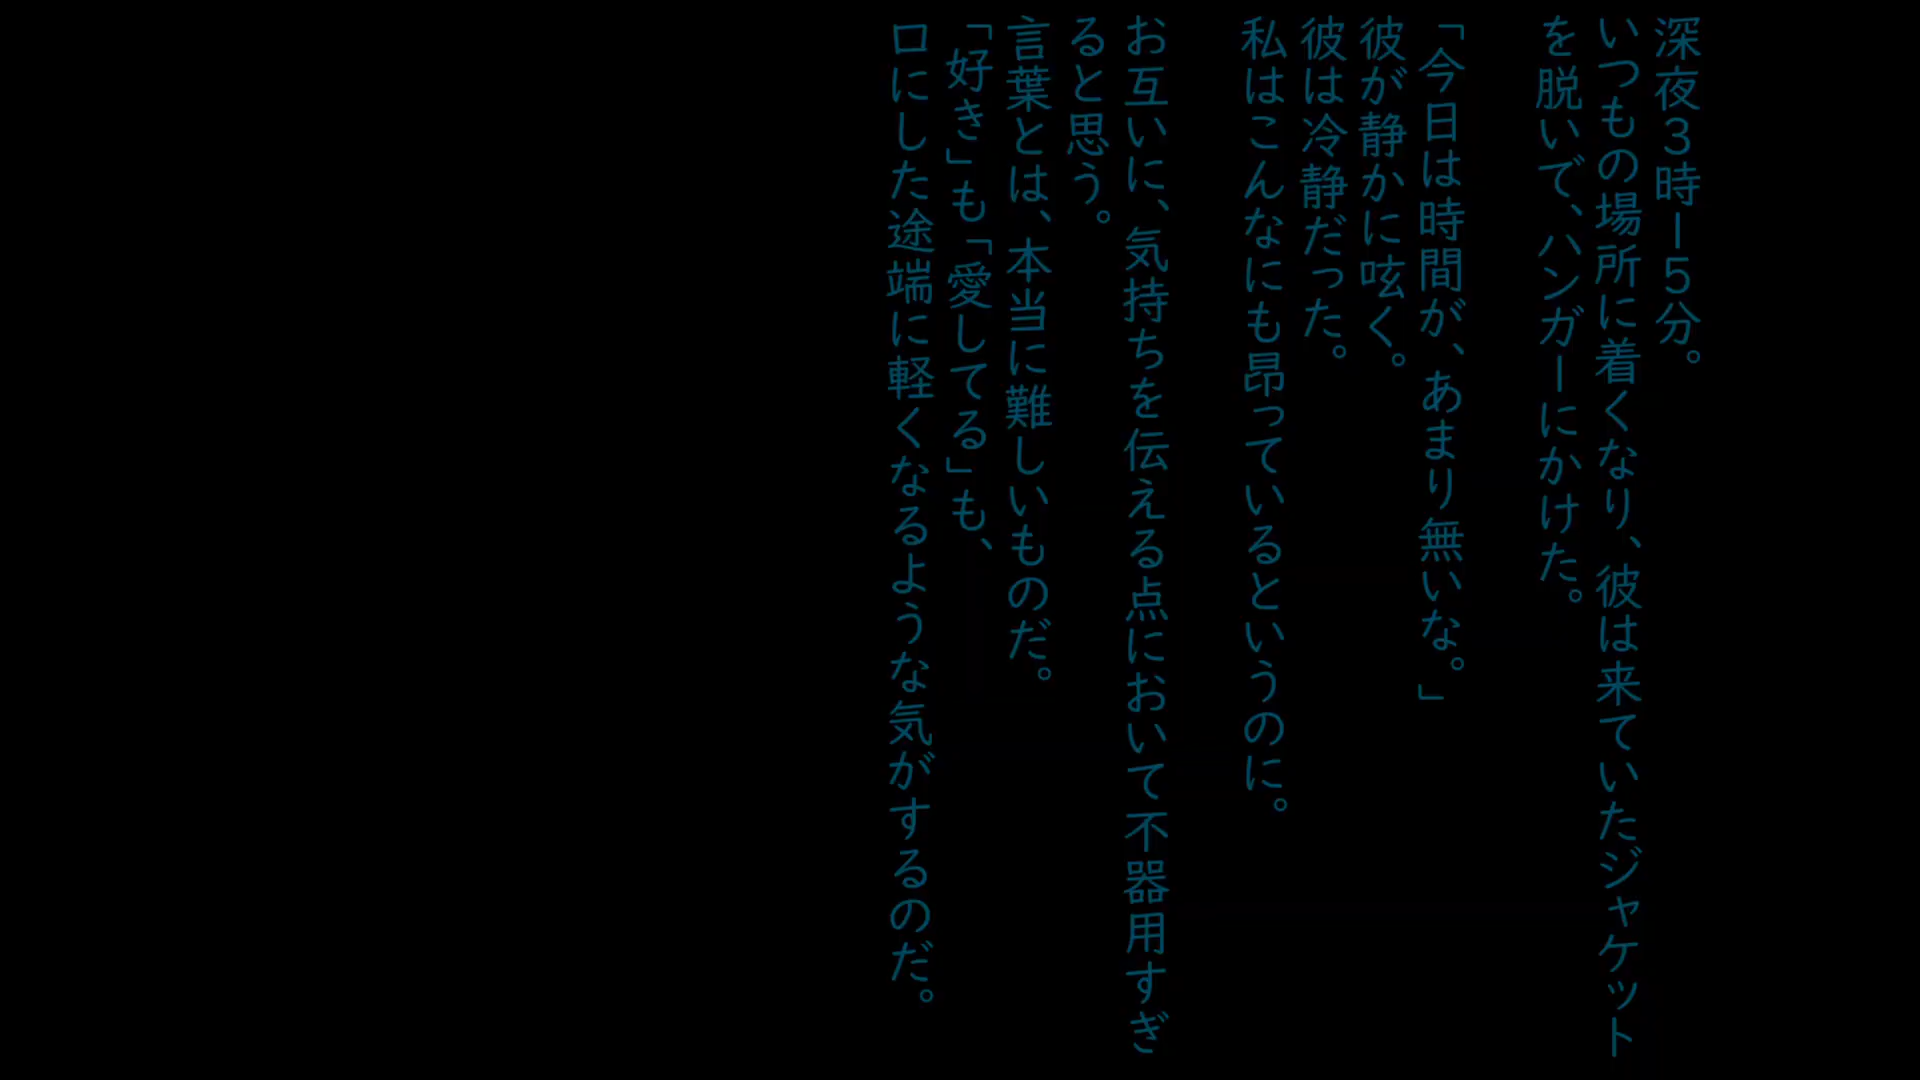 深夜3時ー5分。
いつもの場所に着くなり、彼は来ていたジャケット
を脱いで、ハンガーにかけた。
「今日は時間が、あまり無いな。」
彼が静かに呟く。
彼は冷静だった。
私はこんなにも昂っているというのに。
お互いに、気持ちを伝える点において不器用すぎ
ると思う。
言葉とは、本当に難しいものだ。
「好き」も「愛してる」も、
口にした途端に軽くなるような気がするのだ。